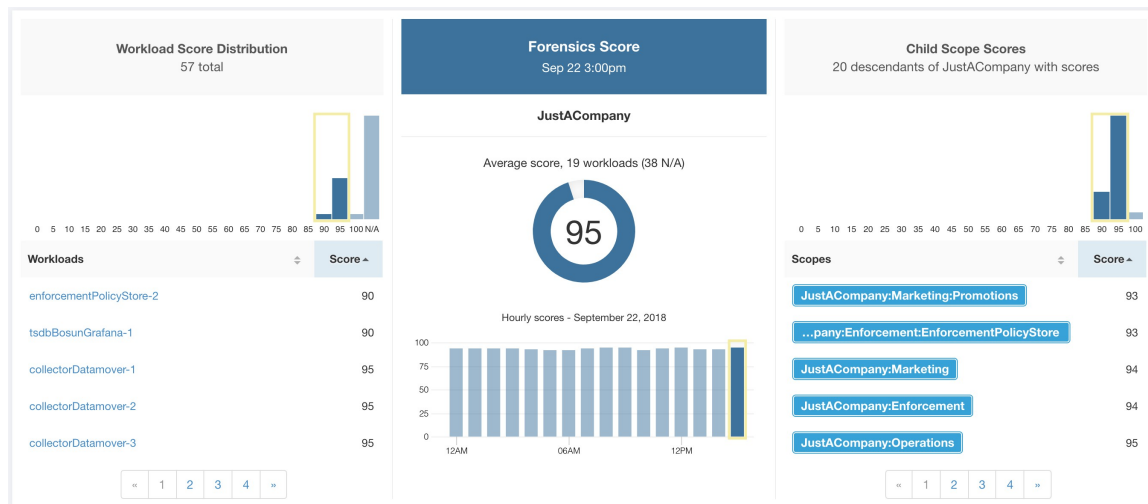 Workload Score Distribution
57 total
0 5 10 15 20 25 30 35 40 45 50 55 60 65 70 75 80 85 90 95 100 N/A
Workloads Score
enforcementPolicyStore-2 90
tsdbBosunGrafana-1 90
collectorDatamover-1 95
collectorDatamover-2 95
collectorDatamover-3 95
« 1 2 3 4 »
Forensics Score
Sep 22 3:00pm
JustACompany
Average score, 19 workloads (38 N/A)
95
Hourly scores - September 22, 2018
100
75
50
25
0
12AM 06AM 12PM
Child Scope Scores
20 descendants of JustACompany with scores
0 5 10 15 20 25 30 35 40 45 50 55 60 65 70 75 80 85 90 95 100
Scopes Score
JustACompany:Marketing:Promotions 93
...pany:Enforcement:EnforcementPolicyStore 93
JustACompany:Marketing 94
JustACompany:Enforcement 94
JustACompany:Operations 95
« 1 2 3 4 »